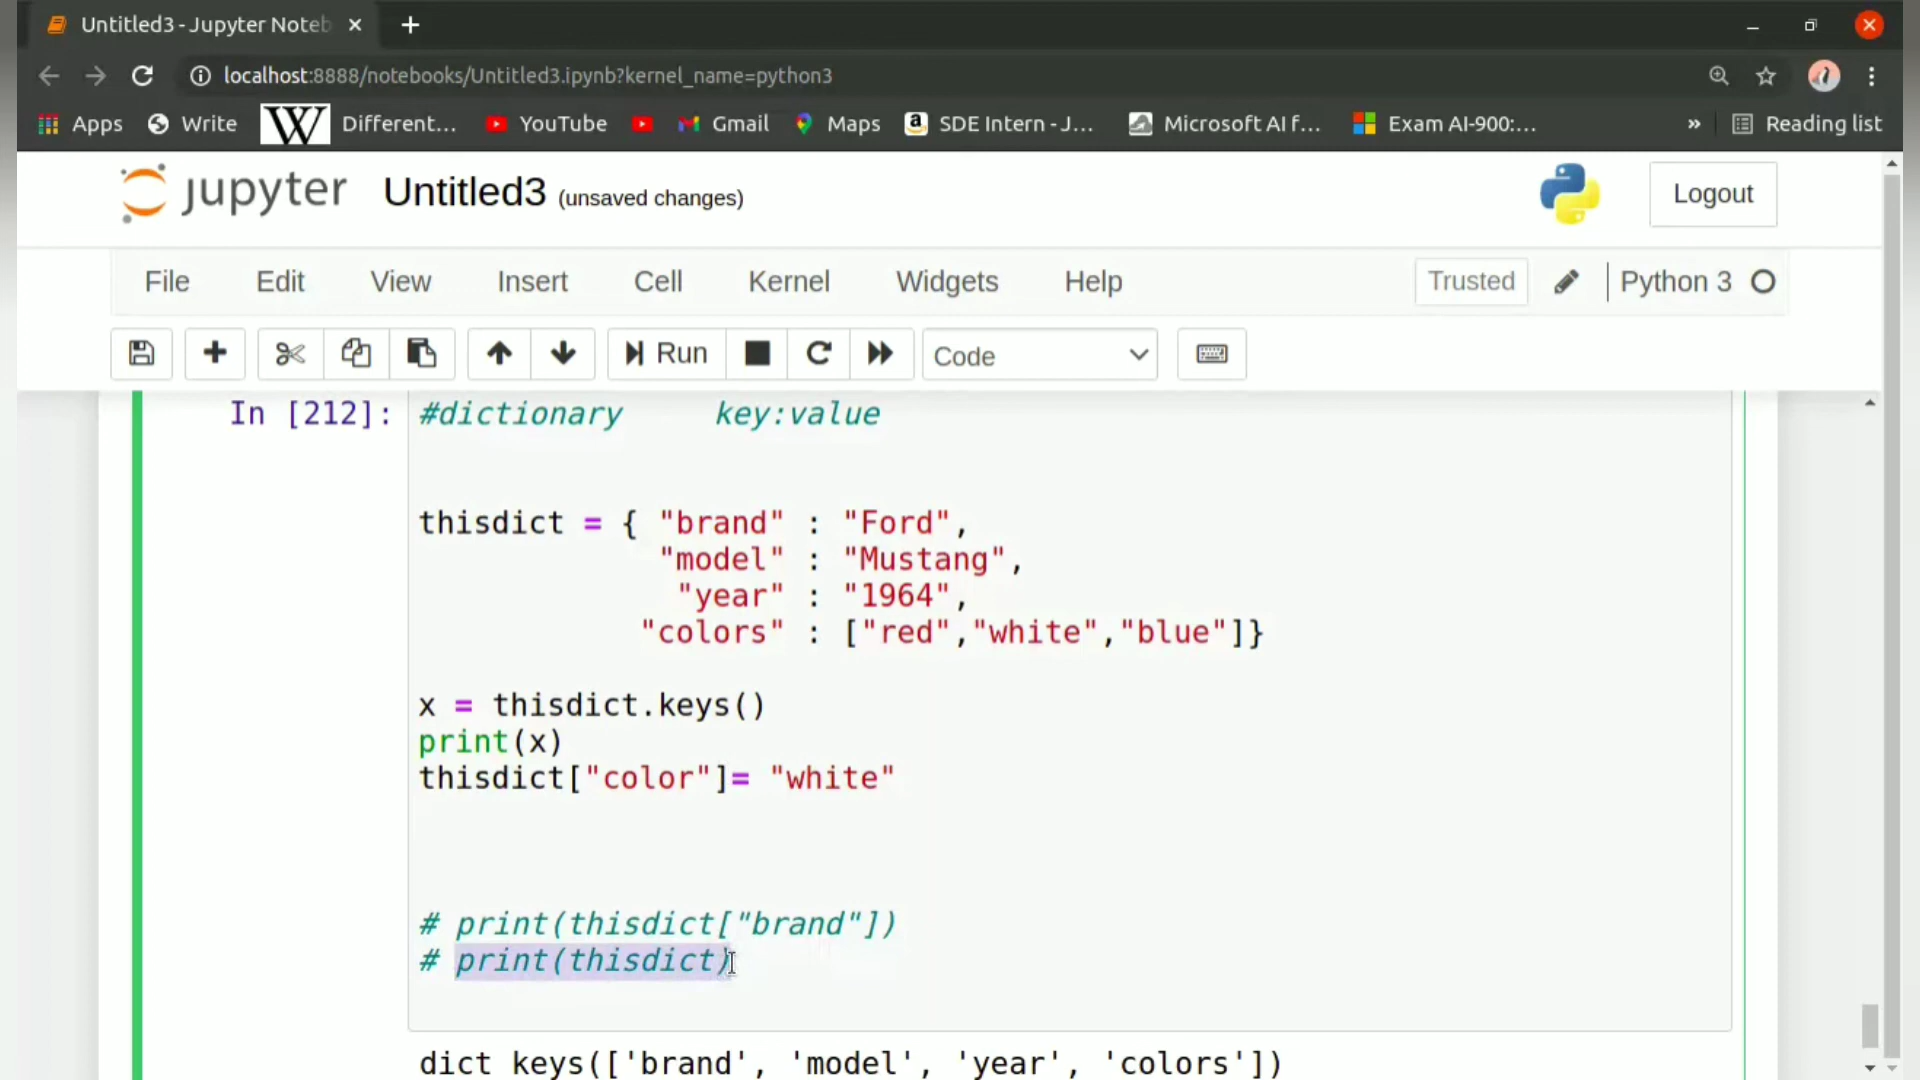 Untitled3 - Jupyter Noteb
localhost:8888/notebooks/Untitled3.ipynb?kernel_name=python3
Apps Write W Different... YouTube Gmail Maps SDE Intern - J... Microsoft AI f... Exam AI-900:... » Reading list
jupyter Untitled3 (unsaved changes) Logout
File Edit View Insert Cell Kernel Widgets Help Trusted Python 3
Run Code
In [212]: #dictionary key:value
thisdict = { "brand" : "Ford",
"model" : "Mustang",
"year" : "1964",
"colors" : ["red","white","blue"]}
x = thisdict.keys()
print(x)
thisdict["color"]= "white"
# print(thisdict["brand"])
# print(thisdict)
dict_keys(['brand', 'model', 'year', 'colors'])